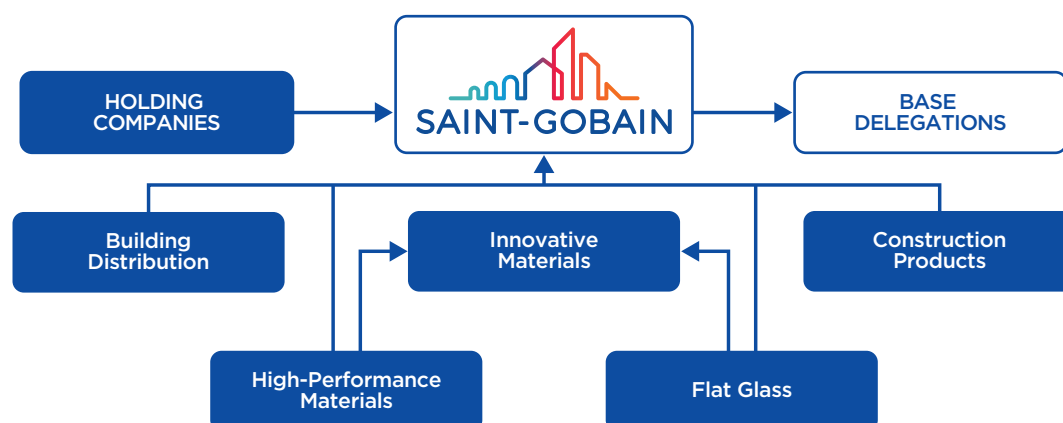 HOLDING
COMPANIES
SAINT-GOBAIN
BASE
DELEGATIONS
Building
Distribution
Innovative
Materials
Construction
Products
High-Performance
Materials
Flat Glass